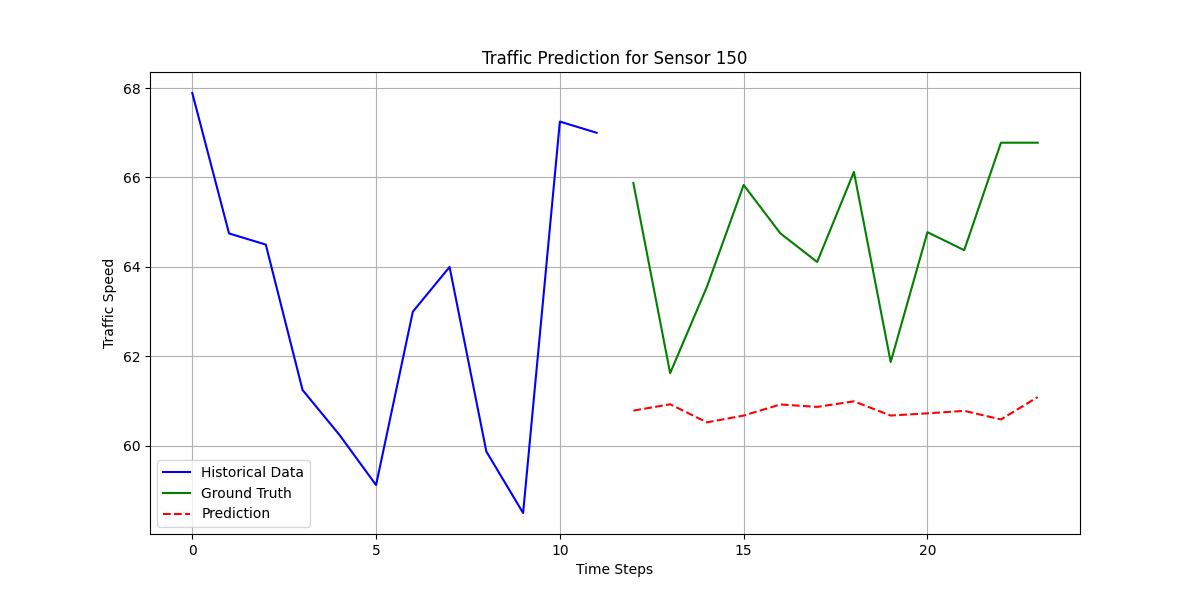 Traffic Prediction for Sensor 150
Traffic Speed
68
66
64
62
60
Historical Data
Ground Truth
Prediction
0 5 10 15 20
Time Steps